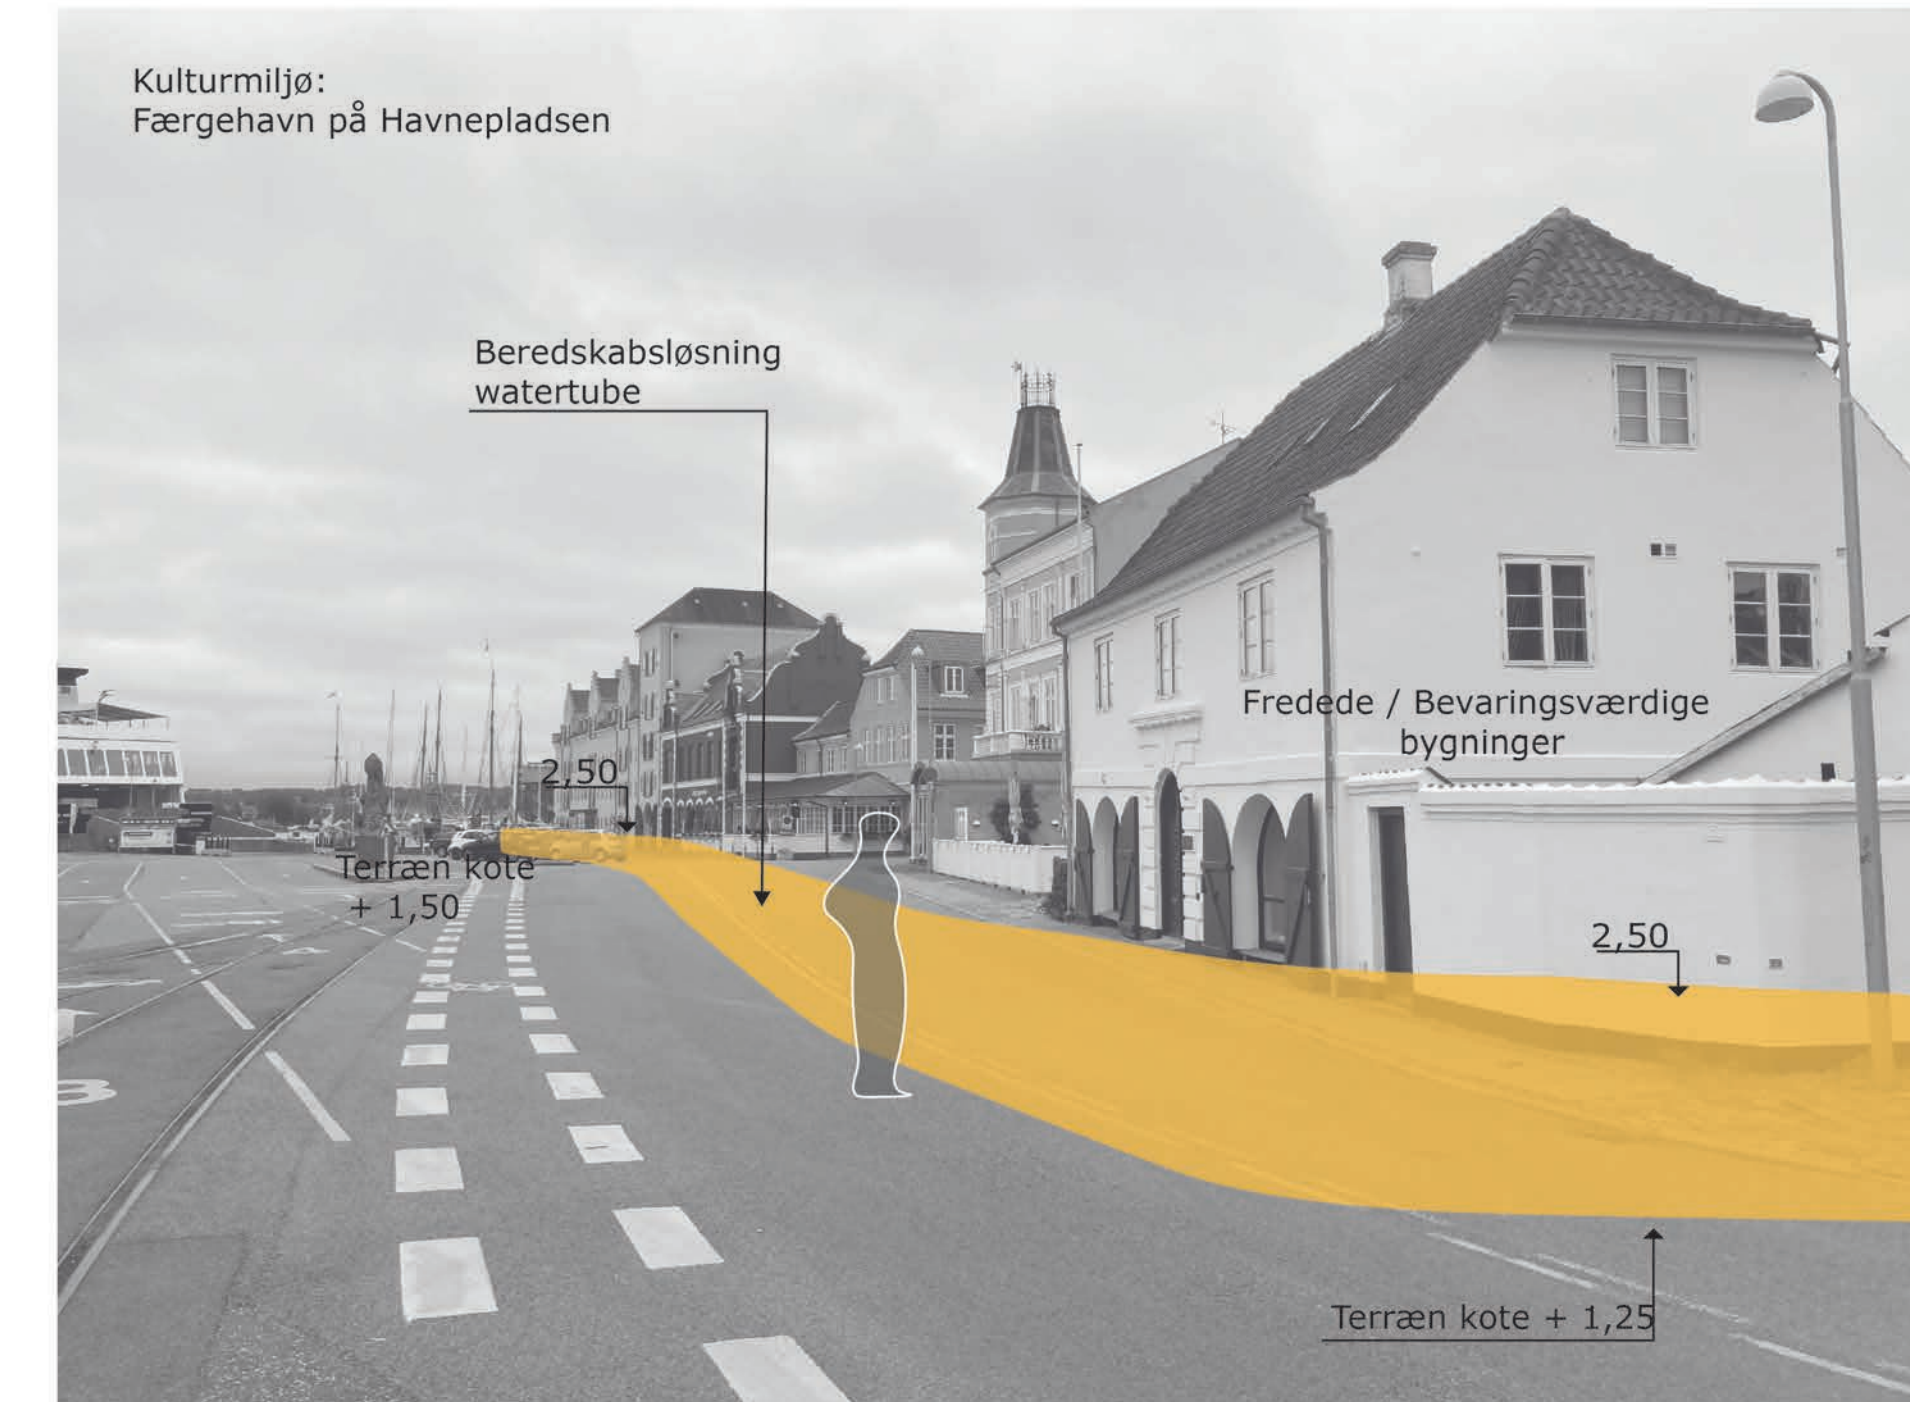 Kulturmiljø:
Færgehavn på Havnepladsen
Beredskabsløsning
watertube
Fredede / Bevaringsværdige
bygninger
2,50
Terræn kote
+ 1,50
2,50
Terræn kote + 1,25